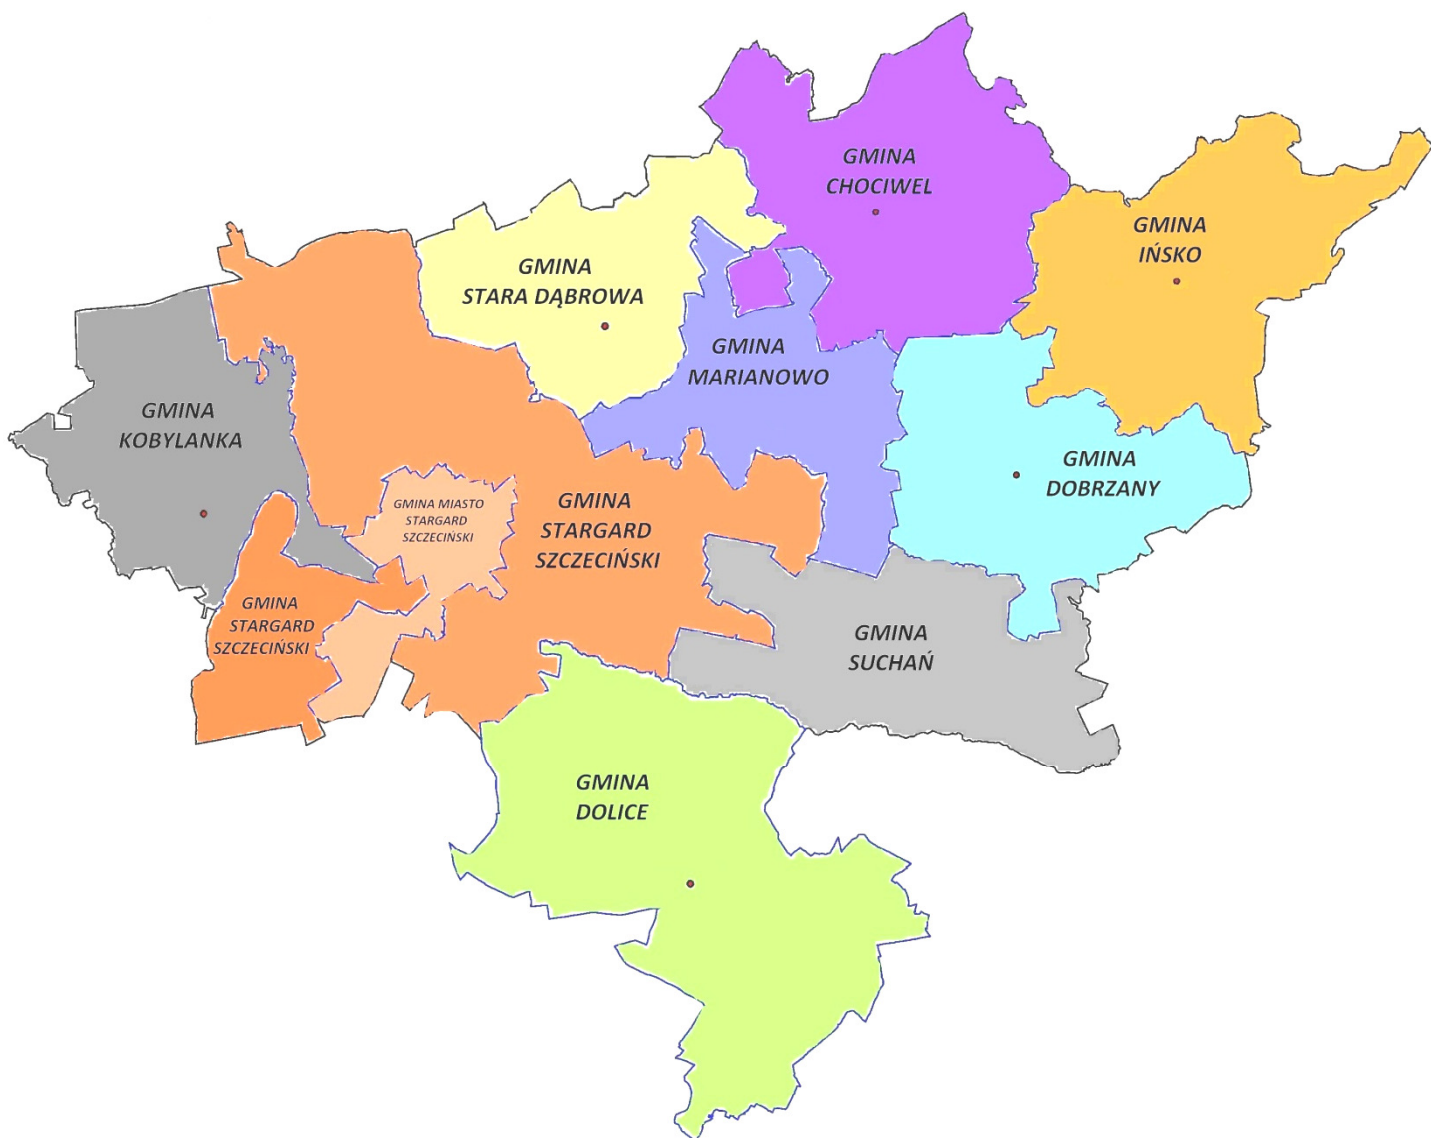 GMINA
CHOCIWEL
GMINA
IŃSKO
GMINA
STARA DĄBROWA
GMINA
MARIANOWO
GMINA
KOBYLANKA
GMINA
DOBRZANY
GMINA MIASTO
STARGARD
SZCZECIŃSKI
GMINA
STARGARD
SZCZECIŃSKI
GMINA
STARGARD
SZCZECIŃSKI
GMINA
SUCHAŃ
GMINA
DOLICE